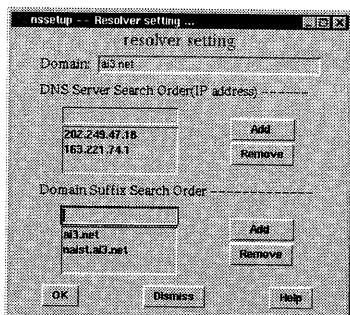 nssetup -- Resolver setting ...
resolver setting
Domain: ai3.net
DNS Server Search Order(IP address)
202.249.47.18
163.221.74.1
Add
Remove
Domain Suffix Search Order
ai3.net
naist.ai3.net
Add
Remove
OK Dismiss Help